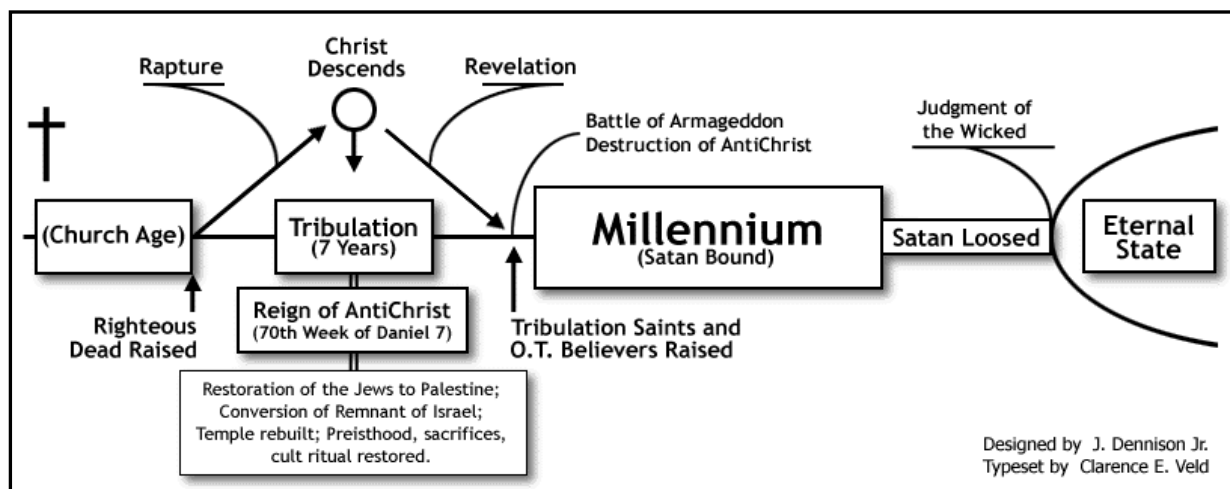 Christ
Descends
Rapture
Revelation
Battle of Armageddon
Destruction of AntiChrist
Judgment of
the Wicked
(Church Age)
Tribulation
(7 Years)
Millennium
(Satan Bound)
Satan Loosed
Eternal
State
Righteous
Dead Raised
Reign of AntiChrist
(70th Week of Daniel 7)
Tribulation Saints and
O.T. Believers Raised
Restoration of the Jews to Palestine;
Conversion of Remnant of Israel;
Temple rebuilt; Preisthood, sacrifices,
cult ritual restored.
Designed by J. Dennison Jr.
Typeset by Clarence E. Veld